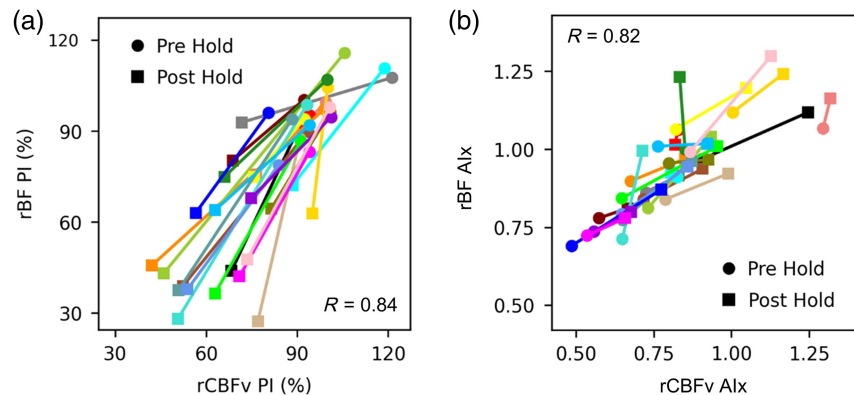 (a)
120
90
60
30
rBF PI (%)
Pre Hold
Post Hold
R = 0.84
30 60 90 120
rCBFv PI (%)
(b)
R = 0.82
1.25
1.00
0.75
0.50
rBF AIx
Pre Hold
Post Hold
0.50 0.75 1.00 1.25
rCBFv AIx